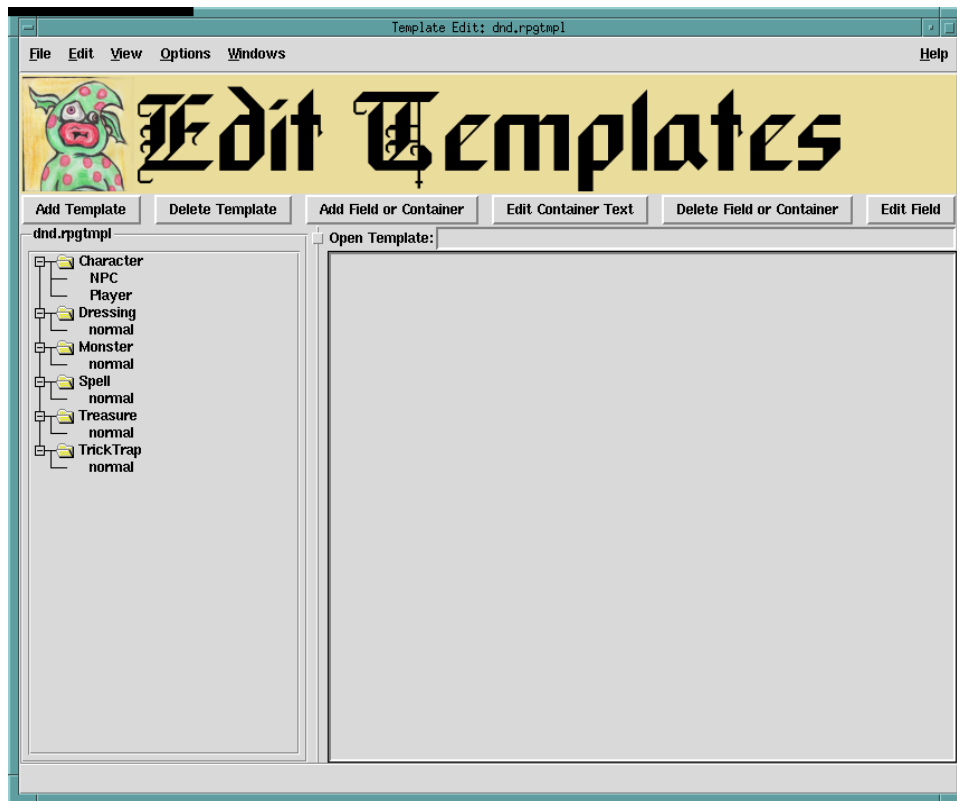 Template Edit: dnd.rpgtmpl
File Edit View Options Windows Help
Edit Templates
Add Template Delete Template Add Field or Container Edit Container Text Delete Field or Container Edit Field
dnd.rpgtmpl
Open Template:
Character
NPC
Player
Dressing
normal
Monster
normal
Spell
normal
Treasure
normal
TrickTrap
normal